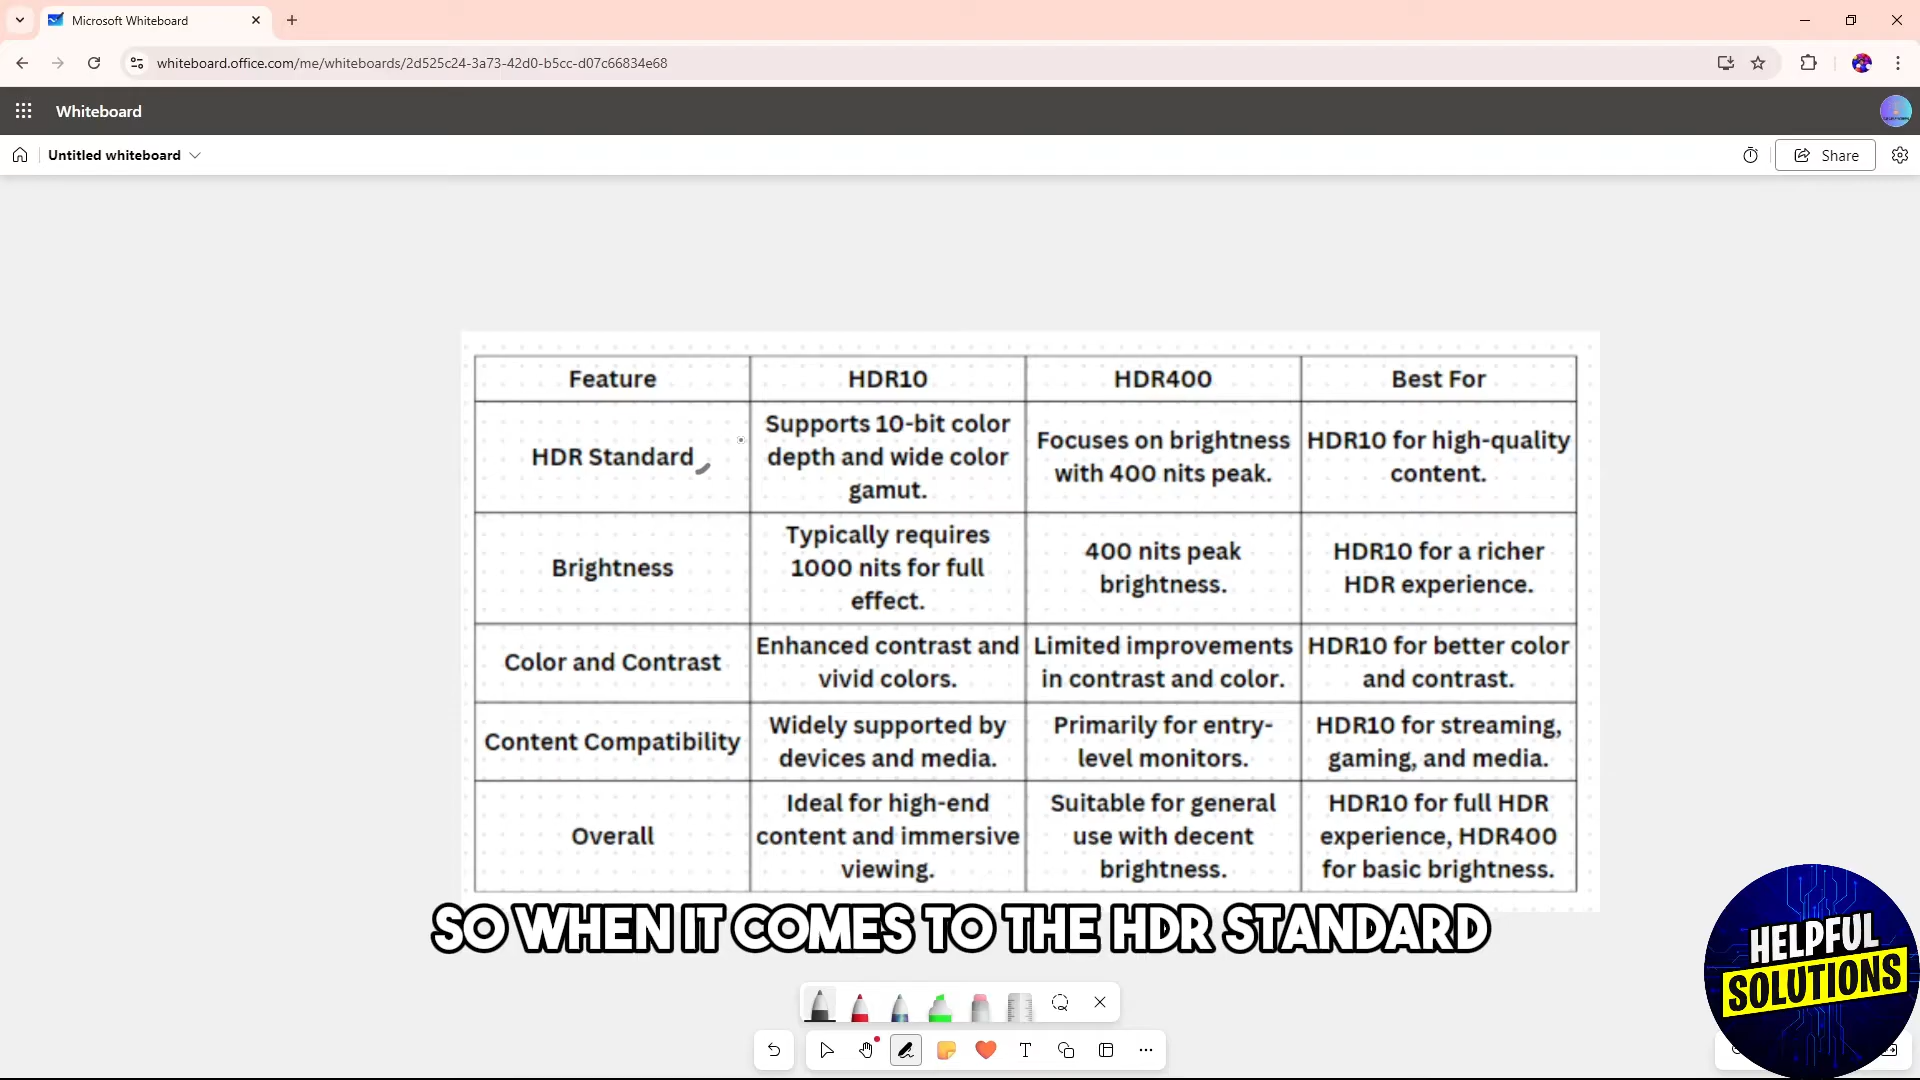 Microsoft Whiteboard
whiteboard.office.com/me/whiteboards/2d525c24-3a73-42d0-b5cc-d07c66834e68
Whiteboard
Untitled whiteboard
Share
Feature
HDR10
HDR400
Best For
HDR Standard
Supports 10-bit color
depth and wide color
gamut.
Focuses on brightness
with 400 nits peak.
HDR10 for high-quality
content.
Brightness
Typically requires
1000 nits for full
effect.
400 nits peak
brightness.
HDR10 for a richer
HDR experience.
Color and Contrast
Enhanced contrast and
vivid colors.
Limited improvements
in contrast and color.
HDR10 for better color
and contrast.
Content Compatibility
Widely supported by
devices and media.
Primarily for entry-
level monitors.
HDR10 for streaming,
gaming, and media.
Overall
Ideal for high-end
content and immersive
viewing.
Suitable for general
use with decent
brightness.
HDR10 for full HDR
experience, HDR400
for basic brightness.
SO WHEN IT COMES TO THE HDR STANDARD
HELPFUL
SOLUTIONS